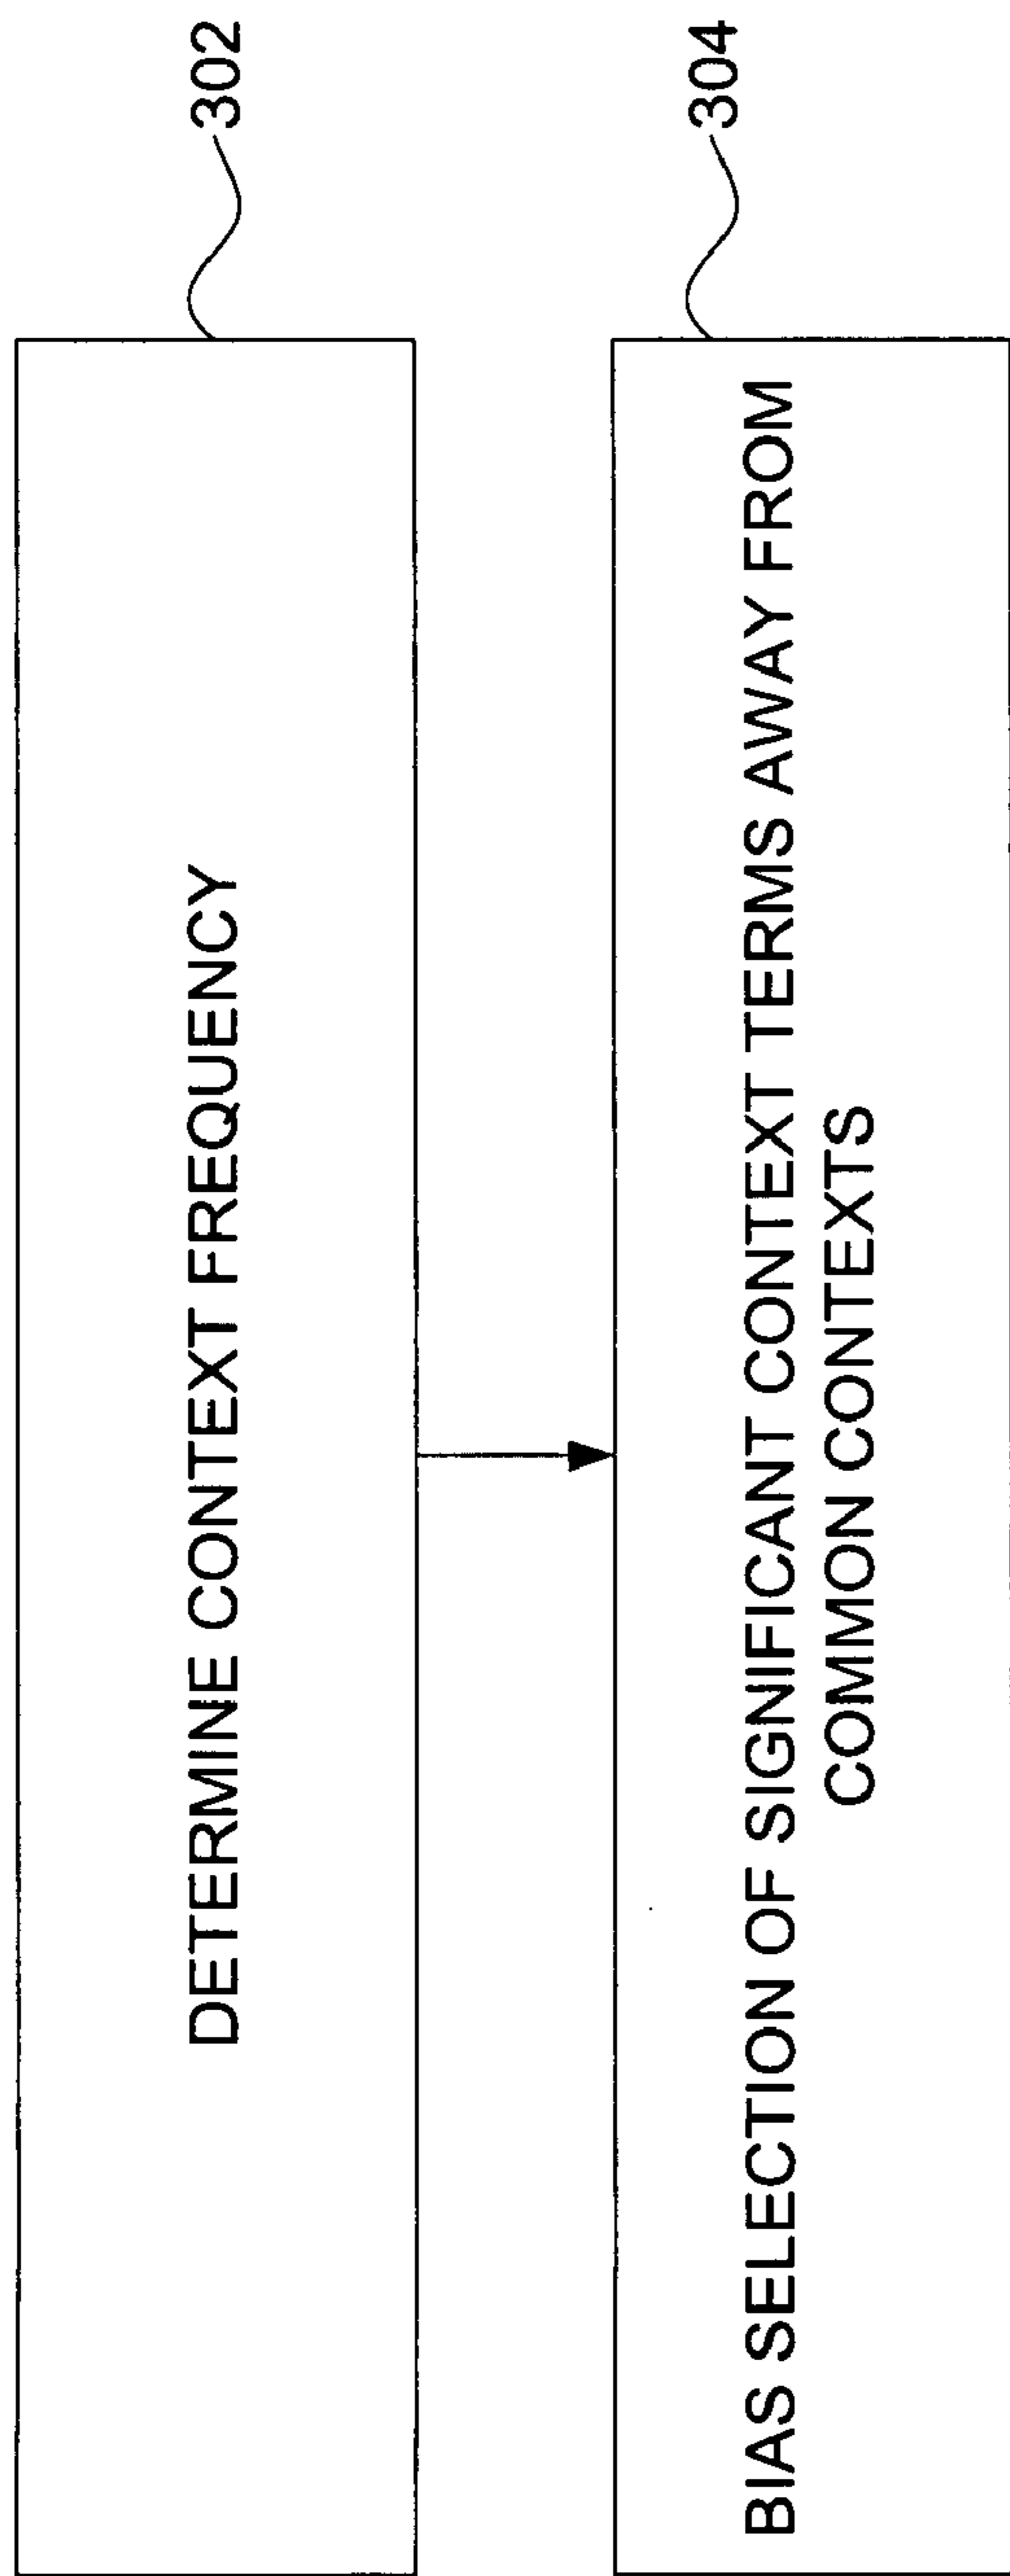 DETERMINE CONTEXT FREQUENCY
302
BIAS SELECTION OF SIGNIFICANT CONTEXT TERMS AWAY FROM
COMMON CONTEXTS
304